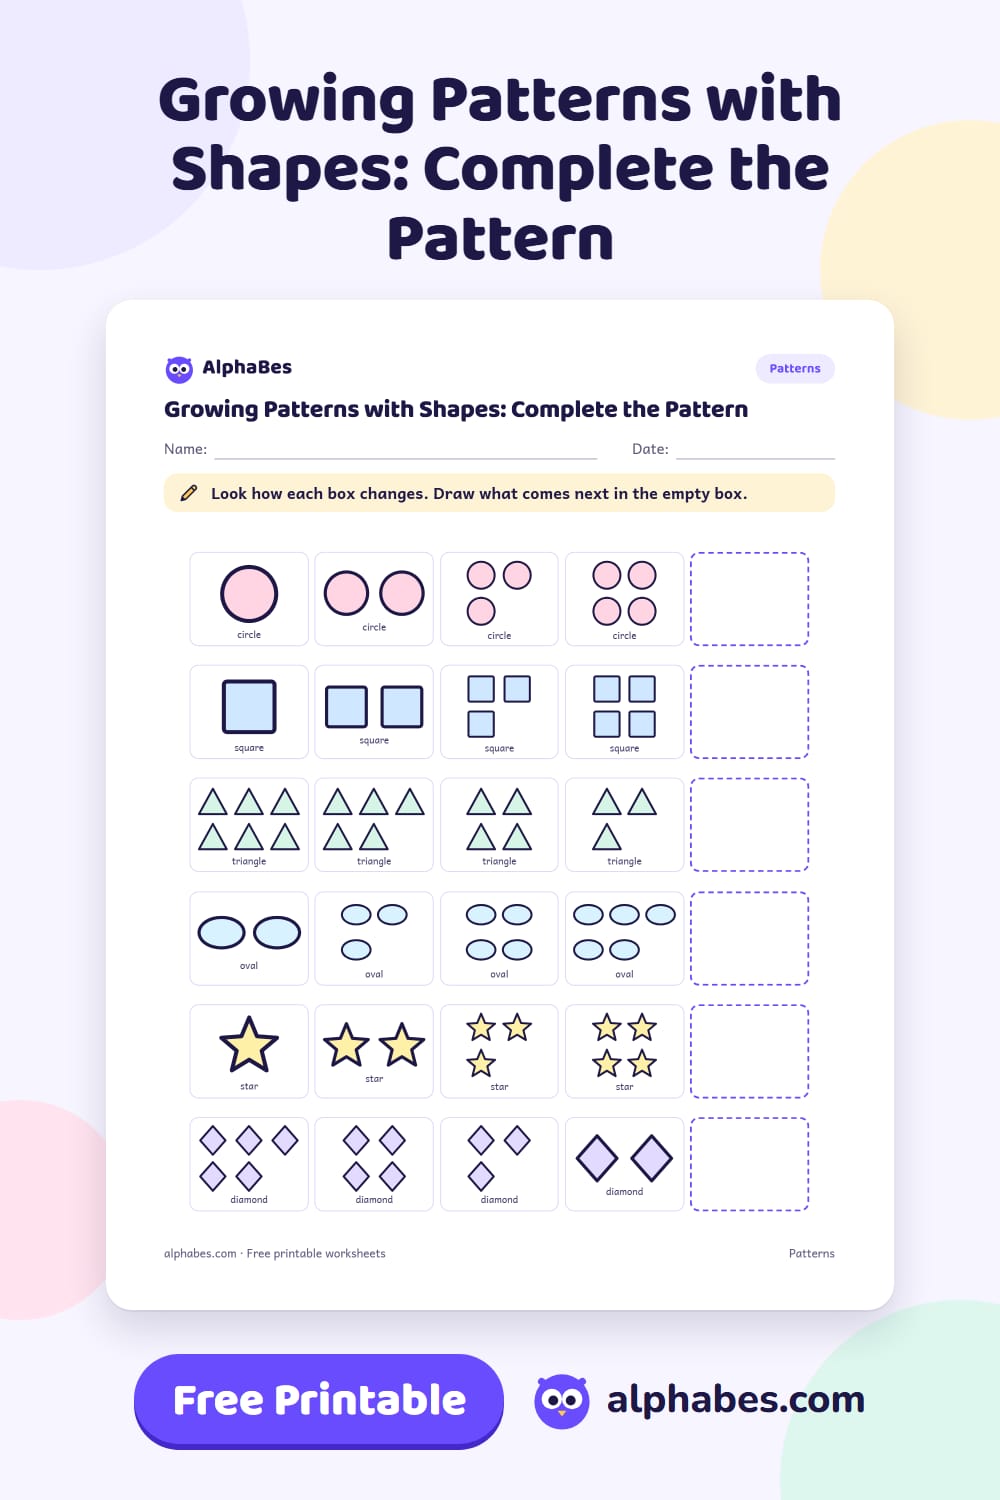 Growing Patterns with
Shapes: Complete the
Pattern
AlphaBes
Patterns
Growing Patterns with Shapes: Complete the Pattern
Name:
Date:
Look how each box changes. Draw what comes next in the empty box.
circle
circle
circle
circle
square
square
square
square
triangle
triangle
triangle
triangle
oval
oval
oval
oval
star
star
star
star
diamond
diamond
diamond
diamond
alphabes.com · Free printable worksheets
Patterns
Free Printable
alphabes.com